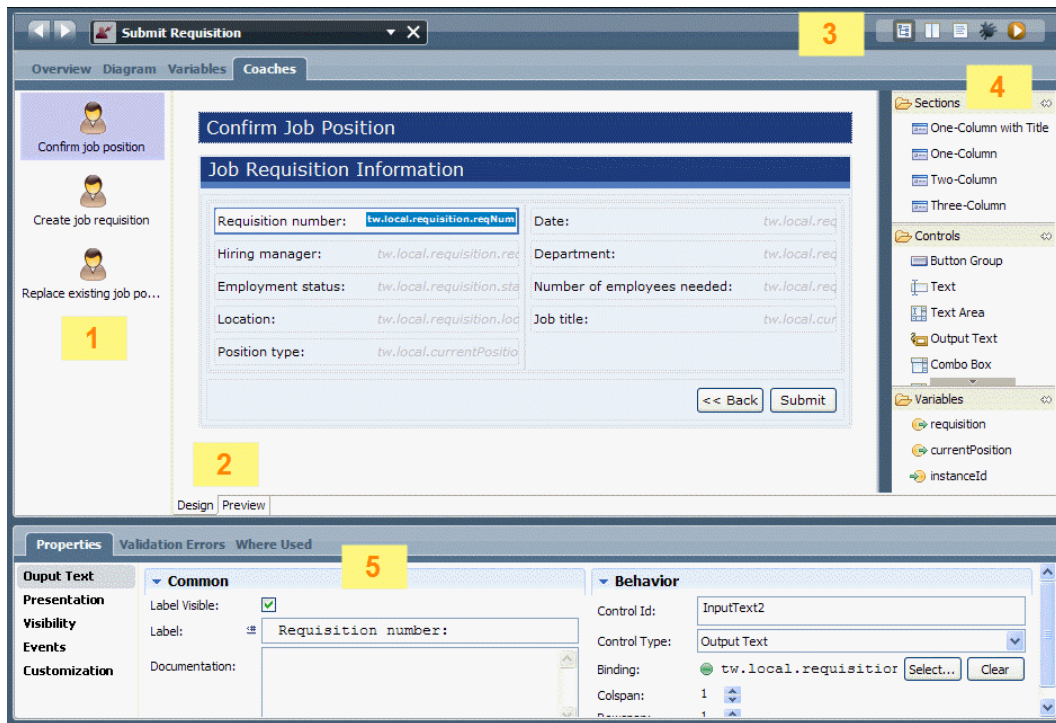 Submit Requisition
3
Overview Diagram Variables Coaches
4
Confirm job position
Create job requisition
Replace existing job po...
1
Confirm Job Position
Job Requisition Information
Requisition number: tw.local.requisition.reqNum
Date: tw.local.req
Hiring manager: tw.local.requisition.rec
Department: tw.local.req
Employment status: tw.local.requisition.sta
Number of employees needed: tw.local.req
Location: tw.local.requisition.loc
Job title: tw.local.cur
Position type: tw.local.currentPositio
<< Back Submit
2
Design Preview
Sections
One-Column with Title
One-Column
Two-Column
Three-Column
Controls
Button Group
Text
Text Area
Output Text
Combo Box
Variables
requisition
currentPosition
instanceId
Properties Validation Errors Where Used
5
Ouput Text
Presentation
Visibility
Events
Customization
Common
Label Visible:
Label: Requisition number:
Documentation:
Behavior
Control Id: InputText2
Control Type: Output Text
Binding: tw.local.requisition Select... Clear
Colspan: 1
1